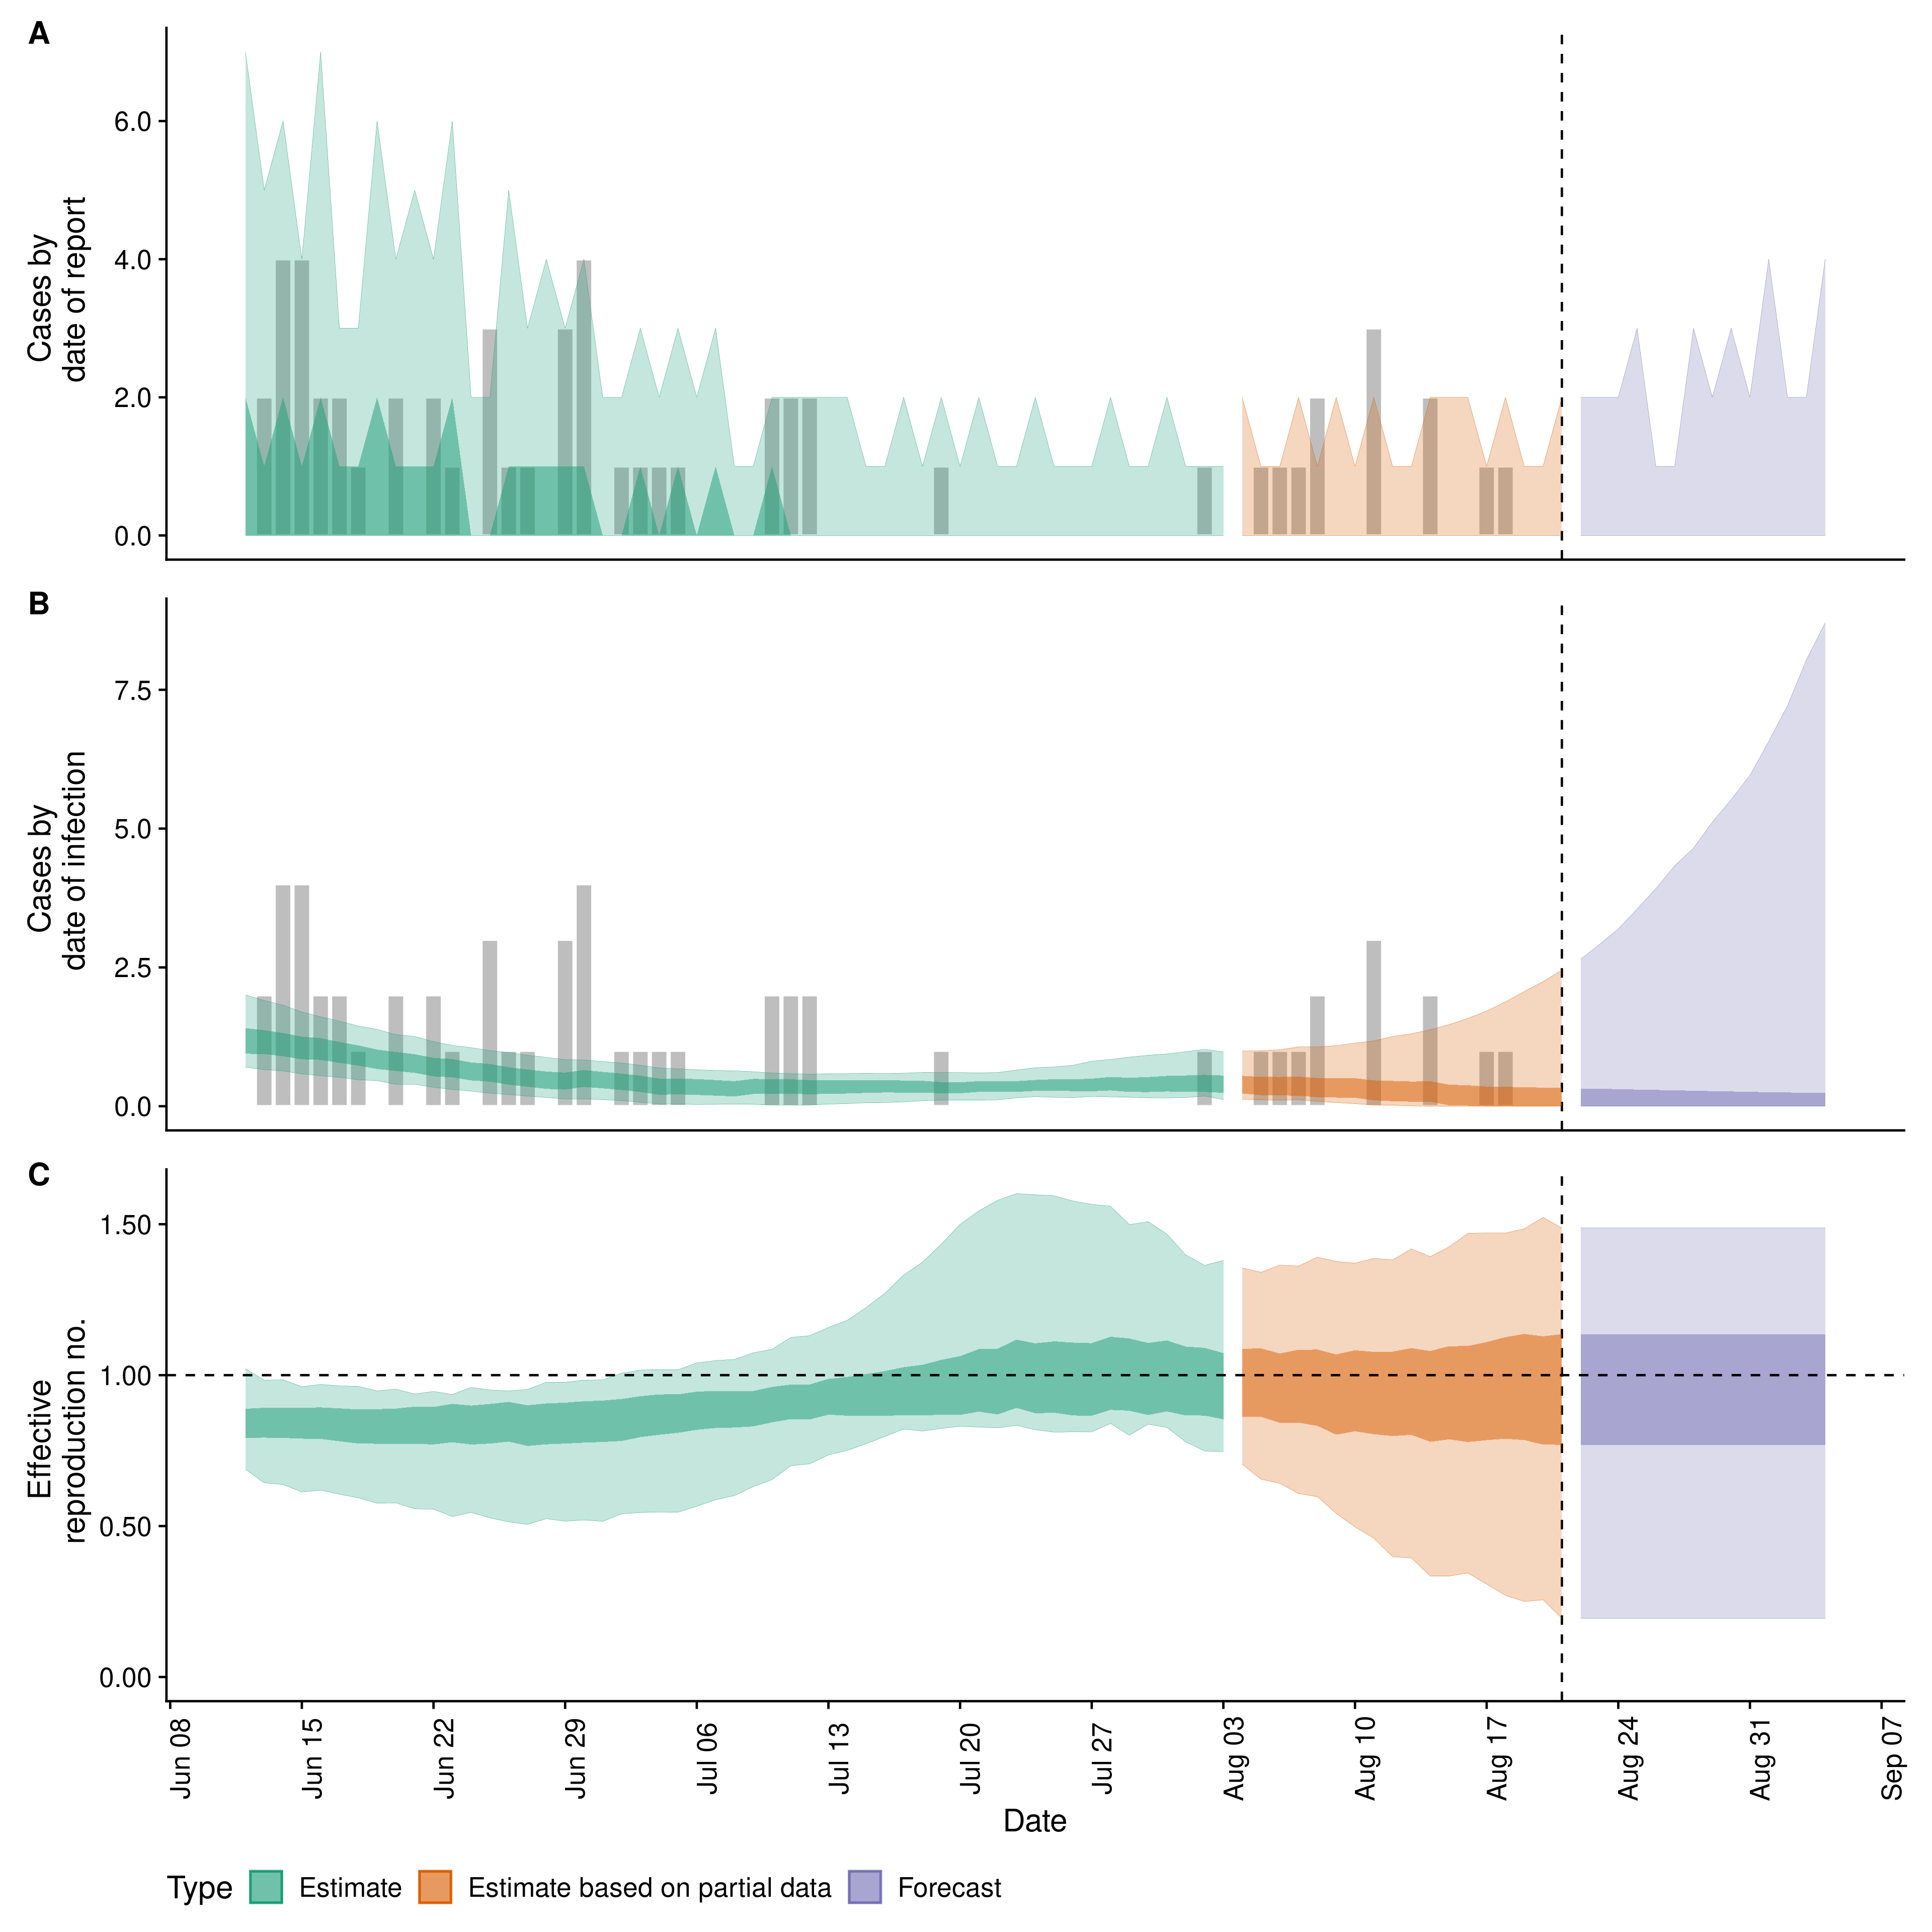 A
Cases by
date of report
6.0
4.0
2.0
0.0
B
Cases by
date of infection
7.5
5.0
2.5
0.0
C
Effective
reproduction no.
1.50
1.00
0.50
0.00
Jun 08
Jun 15
Jun 22
Jun 29
Jul 06
Jul 13
Jul 20
Jul 27
Aug 03
Aug 10
Aug 17
Aug 24
Aug 31
Sep 07
Date
Type Estimate Estimate based on partial data Forecast